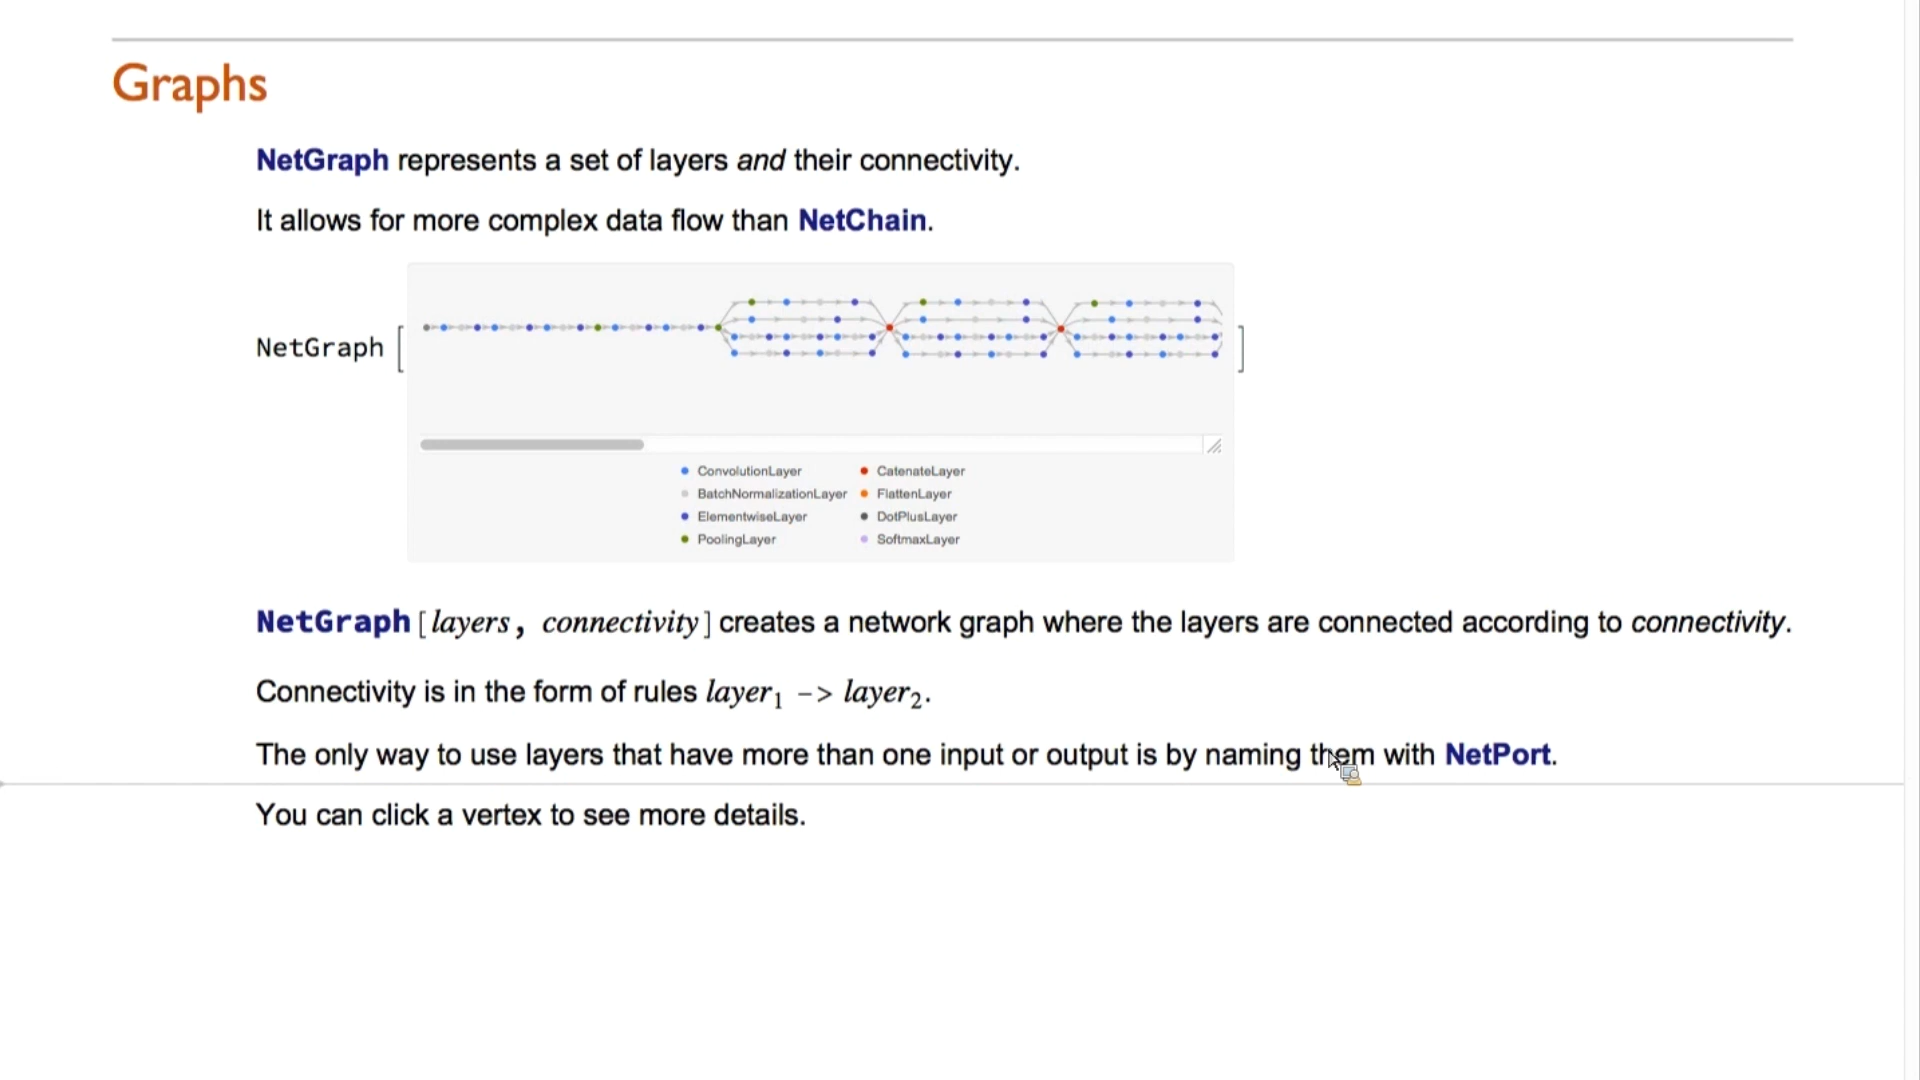 Graphs
NetGraph represents a set of layers and their connectivity.
It allows for more complex data flow than NetChain.
NetGraph [ ]
ConvolutionLayer CatenateLayer
BatchNormalizationLayer FlattenLayer
ElementwiseLayer DotPlusLayer
PoolingLayer SoftmaxLayer
NetGraph[layers, connectivity] creates a network graph where the layers are connected according to connectivity.
Connectivity is in the form of rules layer₁ -> layer₂.
The only way to use layers that have more than one input or output is by naming them with NetPort.
You can click a vertex to see more details.